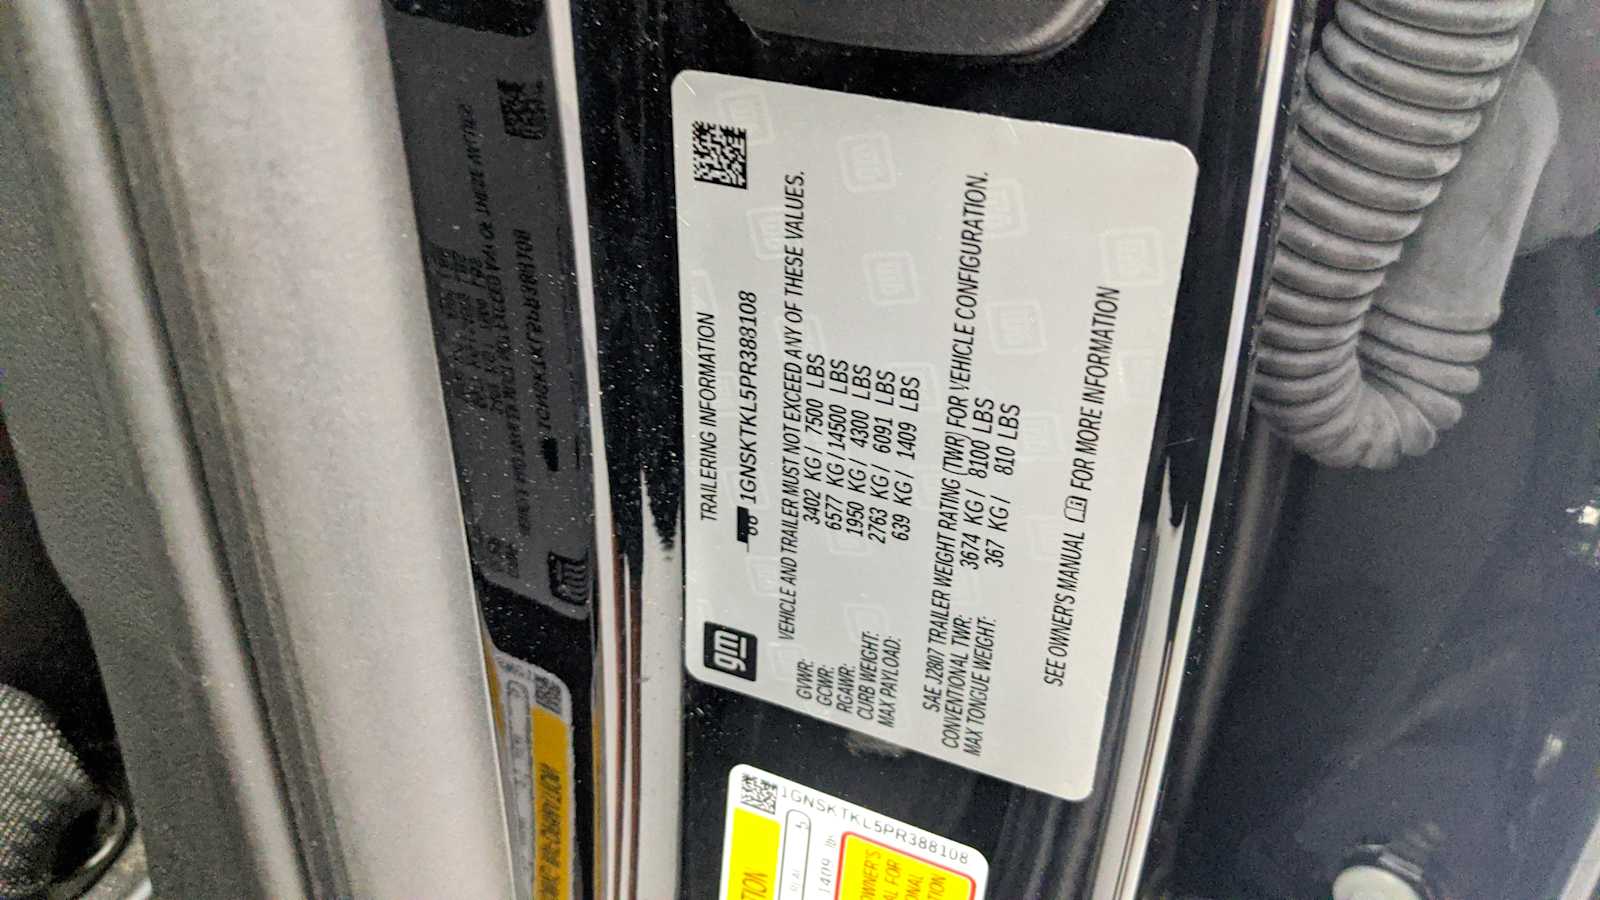 gm
TRAILERING INFORMATION
1GNSKTKL5PR388108
VEHICLE AND TRAILER MUST NOT EXCEED ANY OF THESE VALUES.
GVWR: 3402 KG / 7500 LBS
GCWR: 6577 KG / 14500 LBS
RGAWR: 1950 KG / 4300 LBS
CURB WEIGHT: 2763 KG / 6091 LBS
MAX PAYLOAD: 639 KG / 1409 LBS
SAE J2807 TRAILER WEIGHT RATING (TWR) FOR VEHICLE CONFIGURATION.
CONVENTIONAL TWR: 3674 KG / 8100 LBS
MAX TONGUE WEIGHT: 367 KG / 810 LBS
SEE OWNER'S MANUAL FOR MORE INFORMATION
1GNSKTKL5PR388108
5
1409